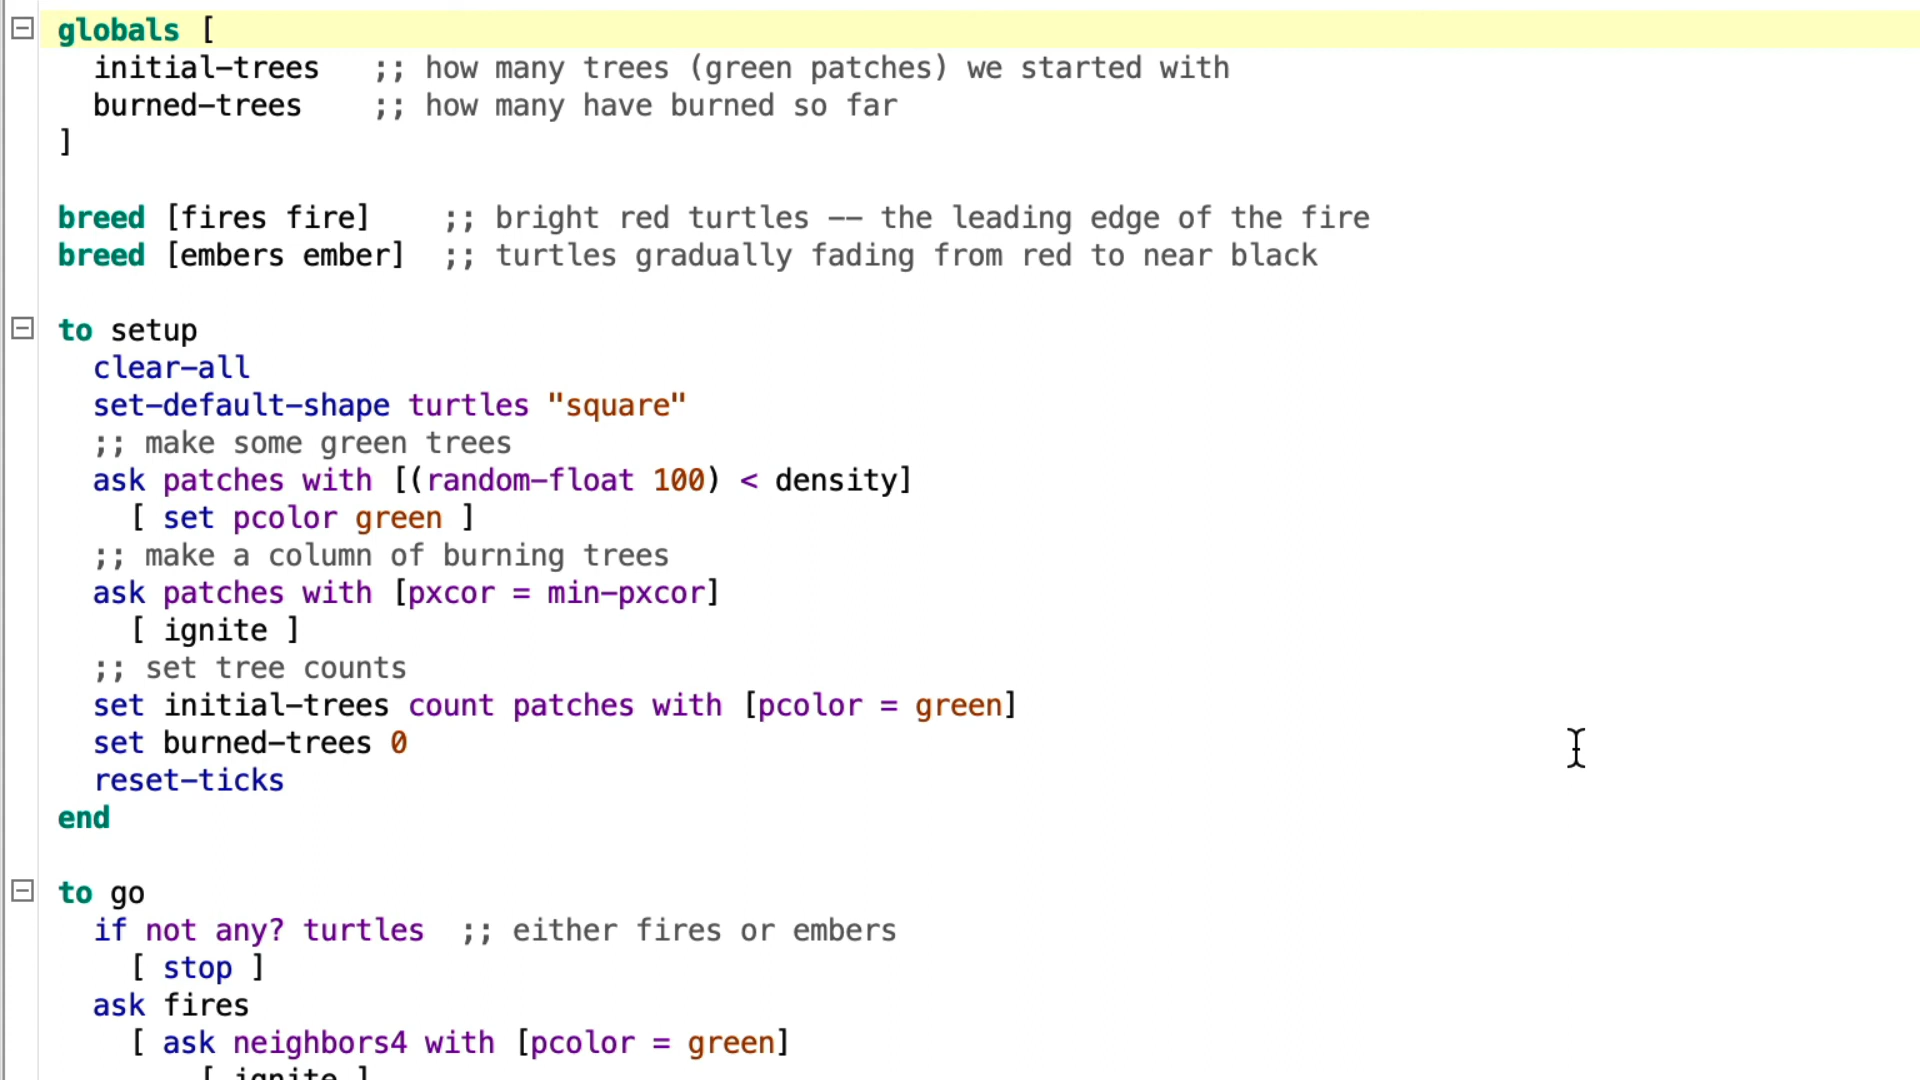 globals [
  initial-trees   ;; how many trees (green patches) we started with
  burned-trees    ;; how many have burned so far
]
breed [fires fire]    ;; bright red turtles -- the leading edge of the fire
breed [embers ember]  ;; turtles gradually fading from red to near black
to setup
  clear-all
  set-default-shape turtles "square"
  ;; make some green trees
  ask patches with [(random-float 100) < density]
    [ set pcolor green ]
  ;; make a column of burning trees
  ask patches with [pxcor = min-pxcor]
    [ ignite ]
  ;; set tree counts
  set initial-trees count patches with [pcolor = green]
  set burned-trees 0
  reset-ticks
end
to go
  if not any? turtles  ;; either fires or embers
    [ stop ]
  ask fires
    [ ask neighbors4 with [pcolor = green]
        [ ignite ]